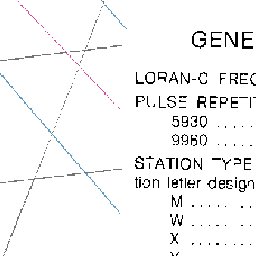 GENE
LORAN-C FREQ
PULSE REPETIT
5930 .....
9960 .....
STATION TYPE
tion letter design
M .......
W .......
X .......